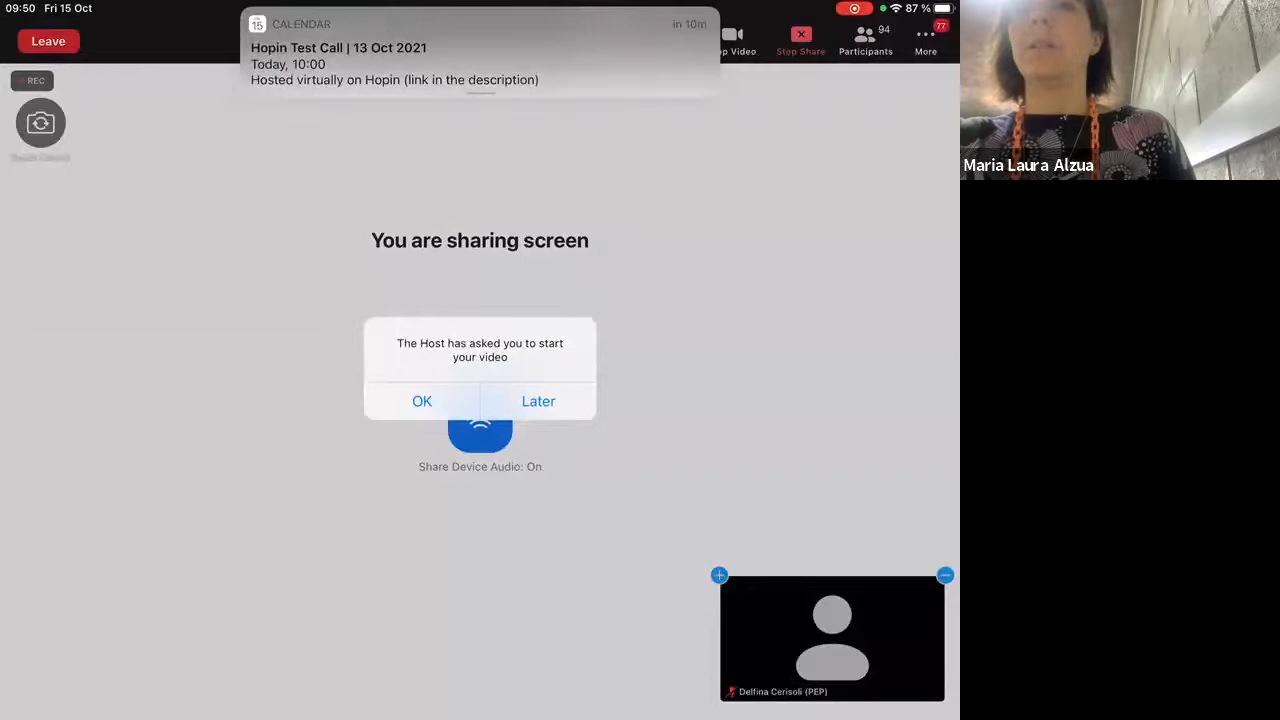 09:50 Fri 15 Oct
87 %
Leave
15
CALENDAR
in 10m
Hopin Test Call | 13 Oct 2021
Today, 10:00
Hosted virtually on Hopin (link in the description)
op Video
Stop Share
94
Participants
77
More
REC
Maria Laura Alzua
You are sharing screen
The Host has asked you to start
your video
OK
Later
Share Device Audio: On
Delfina Cerisoli (PEP)